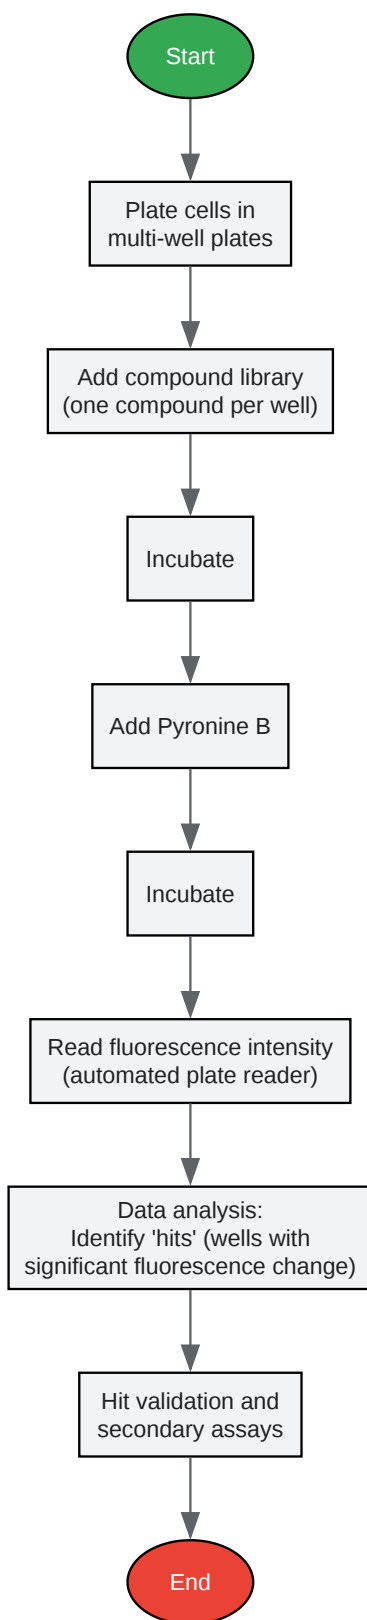 Start
Plate cells in
multi-well plates
Add compound library
(one compound per well)
Incubate
Add Pyronine B
Incubate
Read fluorescence intensity
(automated plate reader)
Data analysis:
Identify 'hits' (wells with
significant fluorescence change)
Hit validation and
secondary assays
End